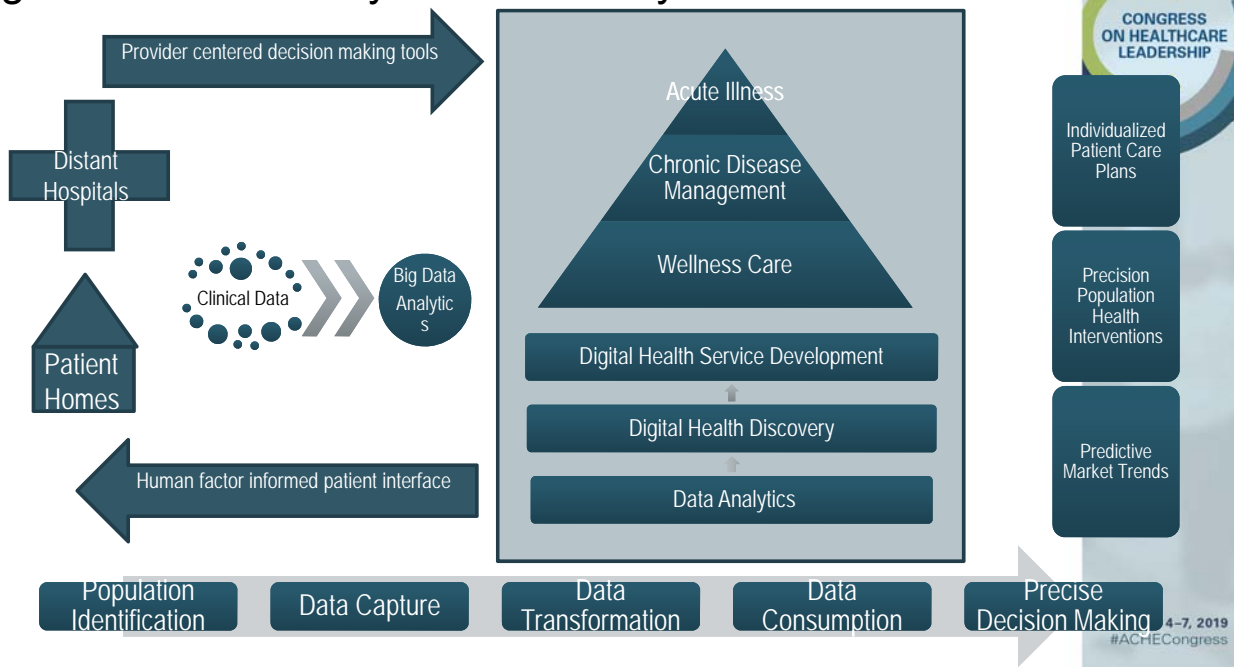 Provider centered decision making tools
Distant
Hospitals
Patient
Homes
Clinical Data
Big Data
Analytic
s
Human factor informed patient interface
Acute Illness
Chronic Disease
Management
Wellness Care
Digital Health Service Development
Digital Health Discovery
Data Analytics
CONGRESS
ON HEALTHCARE
LEADERSHIP
Individualized
Patient Care
Plans
Precision
Population
Health
Interventions
Predictive
Market Trends
Population
Identification
Data Capture
Data
Transformation
Data
Consumption
Precise
Decision Making
4–7, 2019
#ACHECongress